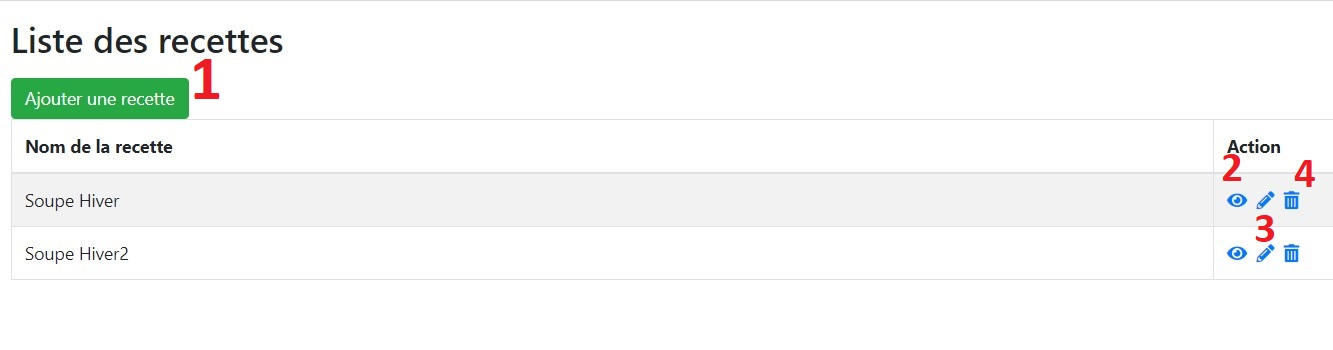 Liste des recettes
Ajouter une recette 1
Nom de la recette Action
2 4
Soupe Hiver
3
Soupe Hiver2